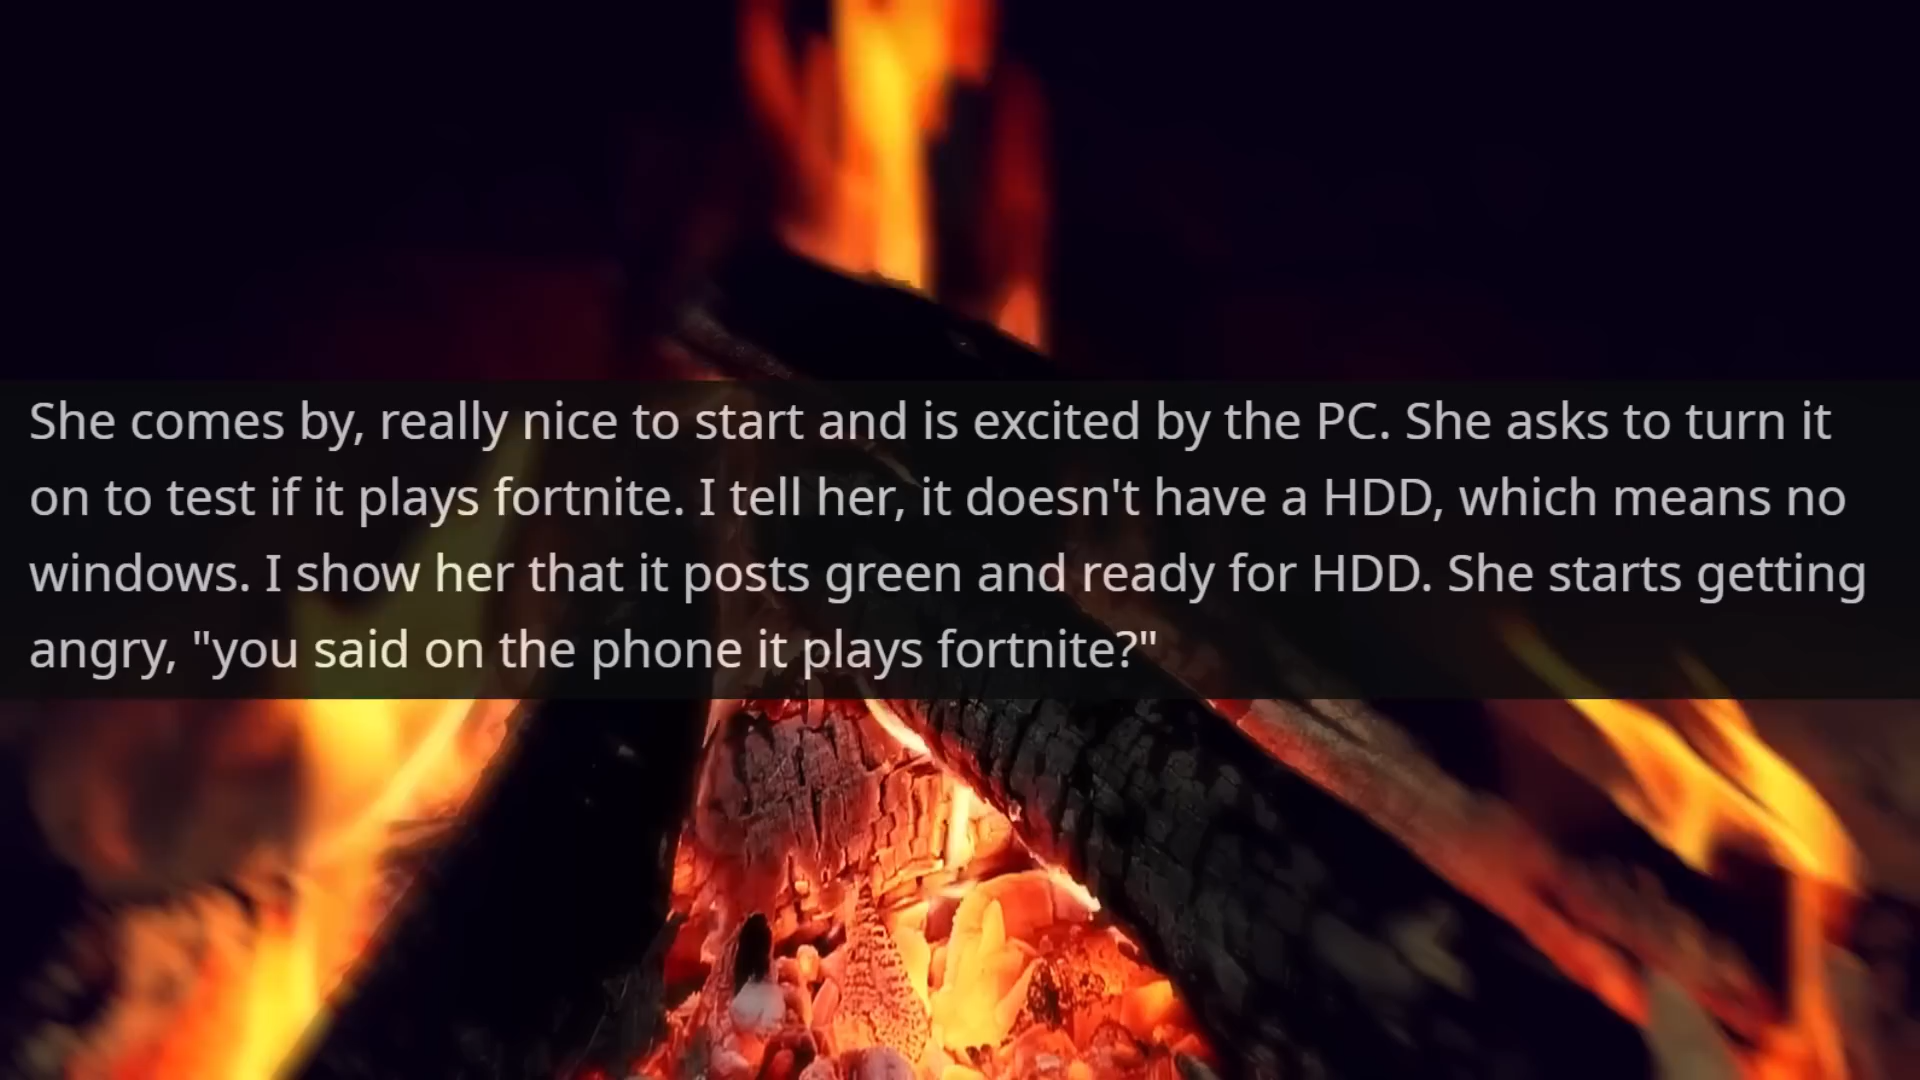 She comes by, really nice to start and is excited by the PC. She asks to turn it
on to test if it plays fortnite. I tell her, it doesn't have a HDD, which means no
windows. I show her that it posts green and ready for HDD. She starts getting
angry, "you said on the phone it plays fortnite?"